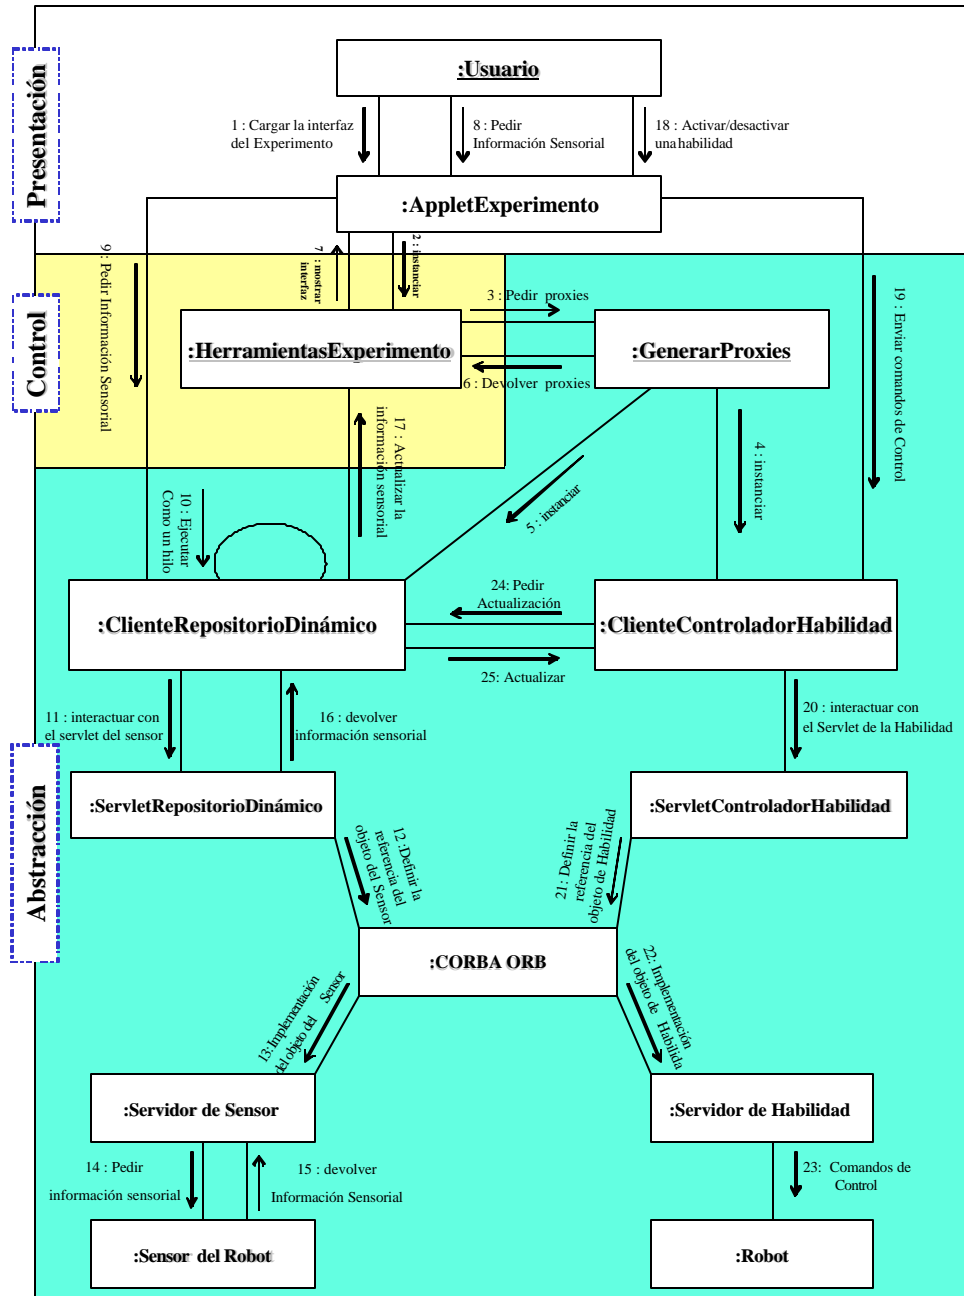 Presentación
:Usuario
1 : Cargar la interfaz
del Experimento
8 : Pedir
Información Sensorial
18 : Activar/desactivar
una habilidad
:AppletExperimento
9 : Pedir Información Sensorial
7 : mostrar
interfaz
2 : instanciar
19 : Enviar comandos de Control
Control
3 : Pedir proxies
:HerramientasExperimento
:GenerarProxies
6 : Devolver proxies
17 : Actualizar la
información sensorial
4 : instanciar
5 : instanciar
10 : Ejecutar
Como un hilo
24: Pedir
Actualización
:ClienteRepositorioDinámico
:ClienteControladorHabilidad
25: Actualizar
11 : interactuar con
el servlet del sensor
16 : devolver
información sensorial
20 : interactuar con
el Servlet de la Habilidad
Abstracción
:ServletRepositorioDinámico
:ServletControladorHabilidad
12 :Definir la
referencia del
objeto del Sensor
21: Definir la
referencia del
objeto de Habilidad
:CORBA ORB
13: Implementación
del objeto del Sensor
22: Implementación
del objeto de Habilida
:Servidor de Sensor
:Servidor de Habilidad
14 : Pedir
información sensorial
15 : devolver
Información Sensorial
23: Comandos de
Control
:Sensor del Robot
:Robot